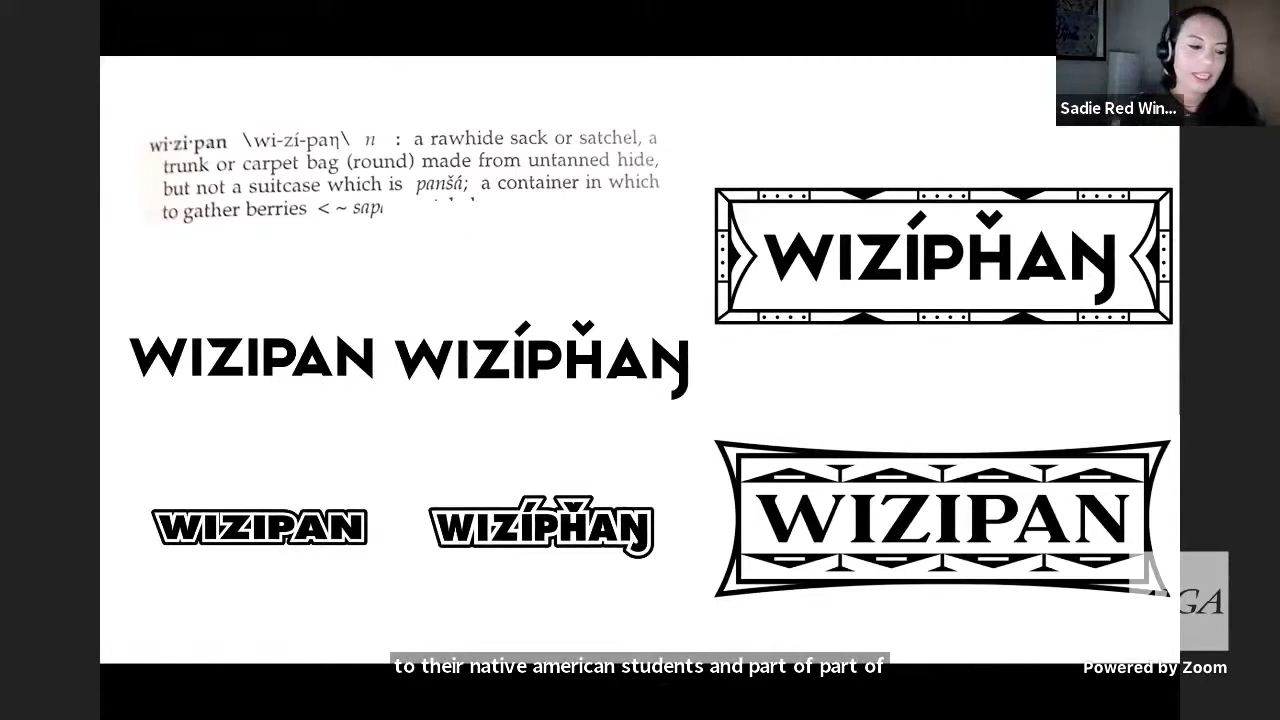 Sadie Red Win...
wi·zi·pan \wi-zí-paŋ\ n : a rawhide sack or satchel, a
trunk or carpet bag (round) made from untanned hide,
but not a suitcase which is panšá; a container in which
to gather berries < ~ sap
WIZÍPȞAŊ
WIZIPAN WIZÍPȞAŊ
WIZIPAN WIZÍPȞAŊ
WIZIPAN
GA
to their native american students and part of part of
Powered by Zoom